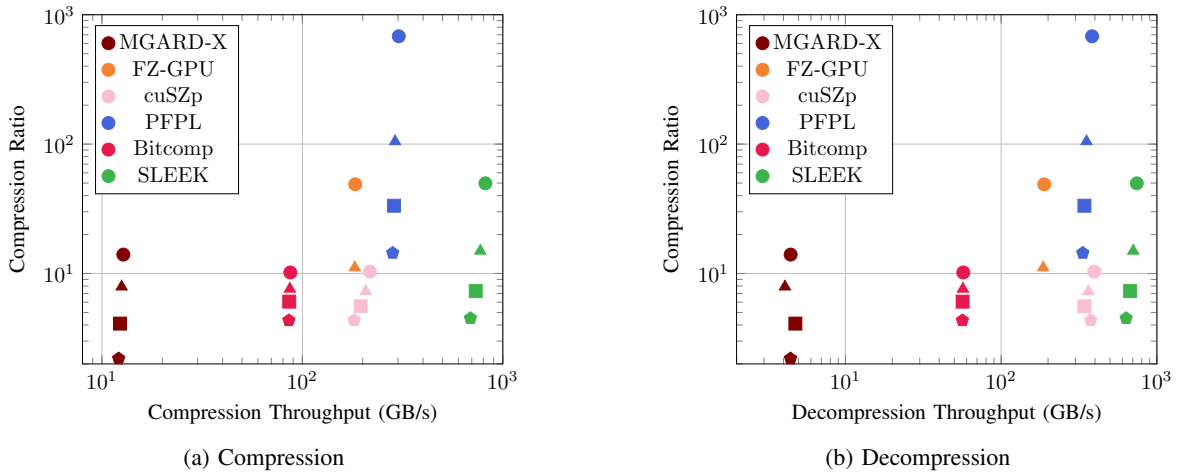 10^3
10^2
10^1
Compression Ratio
MGARD-X
FZ-GPU
cuSZp
PFPL
Bitcomp
SLEEK
10^1
10^2
10^3
Compression Throughput (GB/s)
(a) Compression
10^3
10^2
10^1
Compression Ratio
MGARD-X
FZ-GPU
cuSZp
PFPL
Bitcomp
SLEEK
10^1
10^2
10^3
Decompression Throughput (GB/s)
(b) Decompression